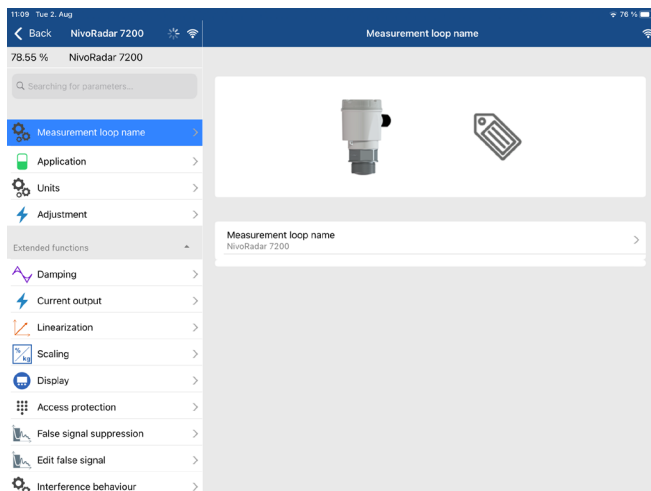 11:09 Tue 2. Aug
76 %
Back NivoRadar 7200
Measurement loop name
78.55 % NivoRadar 7200
Searching for parameters...
Measurement loop name
Application
Units
Adjustment
Extended functions
Damping
Current output
Linearization
% kg Scaling
Display
Access protection
False signal suppression
Edit false signal
Interference behaviour
Measurement loop name
NivoRadar 7200